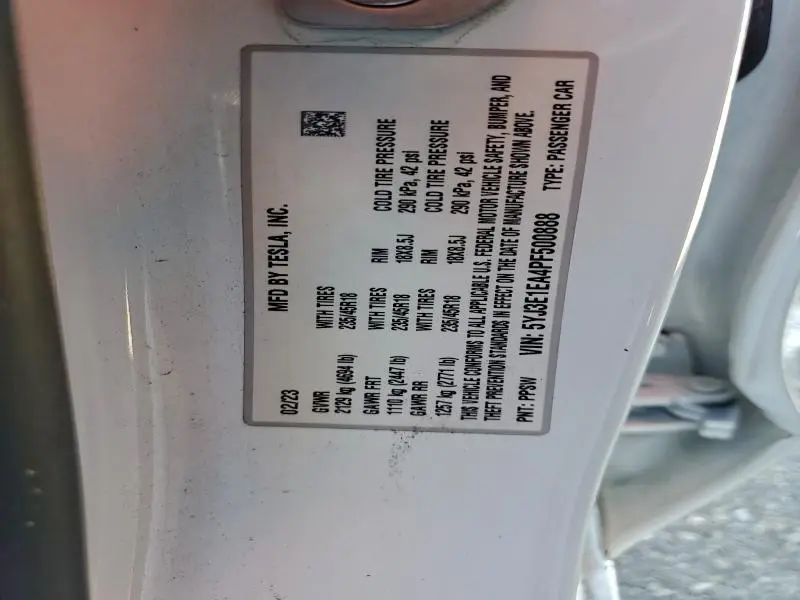 MFD BY TESLA, INC.
02/23
GVWR WITH TIRES RIM COLD TIRE PRESSURE
2129 kg (4694 lb) 235/45R18 18X8.5J 290 kPa, 42 psi
GAWR FRT WITH TIRES RIM COLD TIRE PRESSURE
1110 kg (2447 lb) 235/45R18 18X8.5J 290 kPa, 42 psi
GAWR RR WITH TIRES
1257 kg (2771 lb) 235/45R18
THIS VEHICLE CONFORMS TO ALL APPLICABLE U.S. FEDERAL MOTOR VEHICLE SAFETY, BUMPER, AND
THEFT PREVENTION STANDARDS IN EFFECT ON THE DATE OF MANUFACTURE SHOWN ABOVE.
PNT: PPSW VIN: 5YJ3E1EA4PF500888 TYPE: PASSENGER CAR